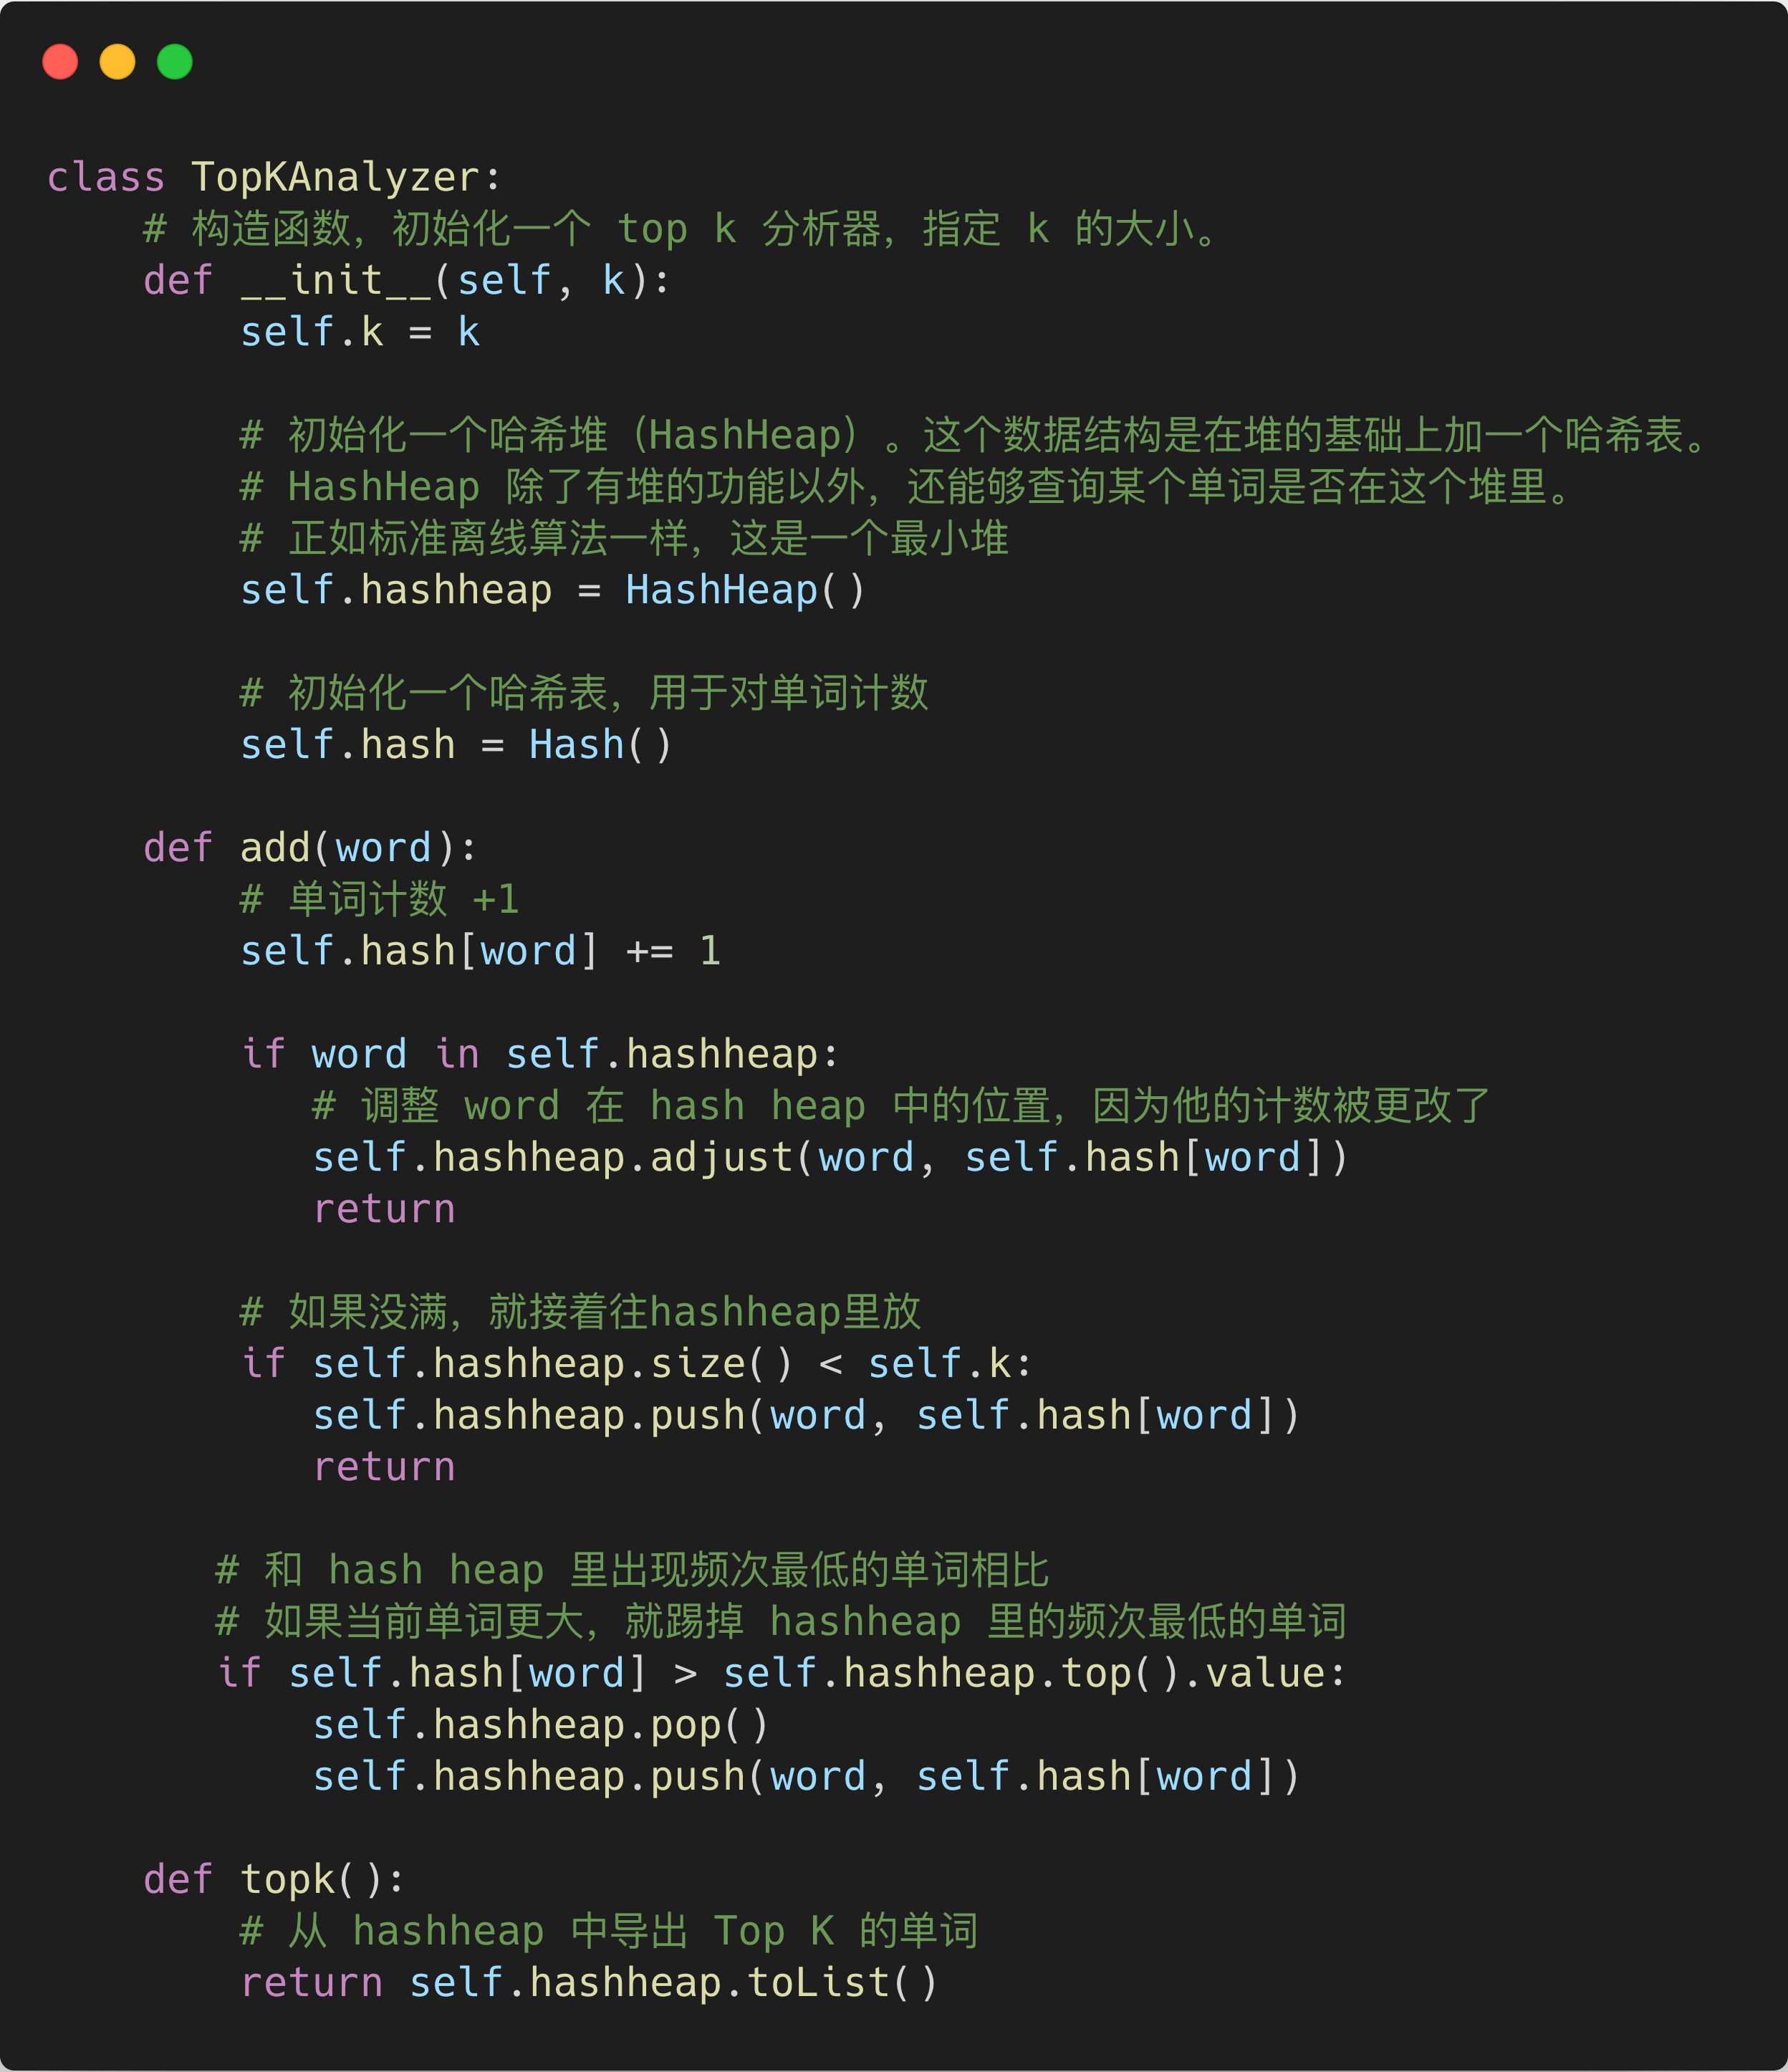 class TopKAnalyzer:
    # 构造函数，初始化一个 top k 分析器，指定 k 的大小。
    def __init__(self, k):
        self.k = k

        # 初始化一个哈希堆（HashHeap）。这个数据结构是在堆的基础上加一个哈希表。
        # HashHeap 除了有堆的功能以外，还能够查询某个单词是否在这个堆里。
        # 正如标准离线算法一样，这是一个最小堆
        self.hashheap = HashHeap()

        # 初始化一个哈希表，用于对单词计数
        self.hash = Hash()

    def add(word):
        # 单词计数 +1
        self.hash[word] += 1

        if word in self.hashheap:
           # 调整 word 在 hash heap 中的位置，因为他的计数被更改了
           self.hashheap.adjust(word, self.hash[word])
           return

        # 如果没满，就接着往hashheap里放
        if self.hashheap.size() < self.k:
           self.hashheap.push(word, self.hash[word])
           return

       # 和 hash heap 里出现频次最低的单词相比
       # 如果当前单词更大，就踢掉 hashheap 里的频次最低的单词
       if self.hash[word] > self.hashheap.top().value:
           self.hashheap.pop()
           self.hashheap.push(word, self.hash[word])

    def topk():
        # 从 hashheap 中导出 Top K 的单词
        return self.hashheap.toList()